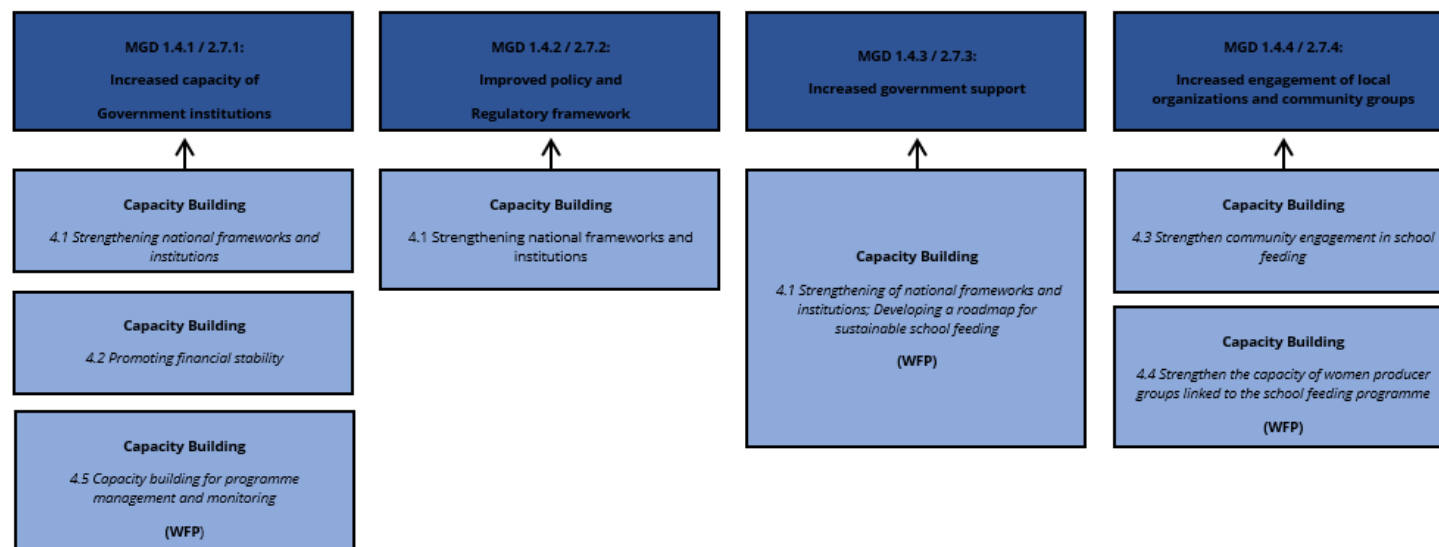 MGD 1.4.1 / 2.7.1:
Increased capacity of
Government institutions
MGD 1.4.2 / 2.7.2:
Improved policy and
Regulatory framework
MGD 1.4.3 / 2.7.3:
Increased government support
MGD 1.4.4 / 2.7.4:
Increased engagement of local
organizations and community groups
Capacity Building
4.1 Strengthening national frameworks and
institutions
Capacity Building
4.2 Promoting financial stability
Capacity Building
4.5 Capacity building for programme
management and monitoring
(WFP)
Capacity Building
4.1 Strengthening national frameworks and
institutions
Capacity Building
4.1 Strengthening of national frameworks and
institutions; Developing a roadmap for
sustainable school feeding
(WFP)
Capacity Building
4.3 Strengthen community engagement in school
feeding
Capacity Building
4.4 Strengthen the capacity of women producer
groups linked to the school feeding programme
(WFP)